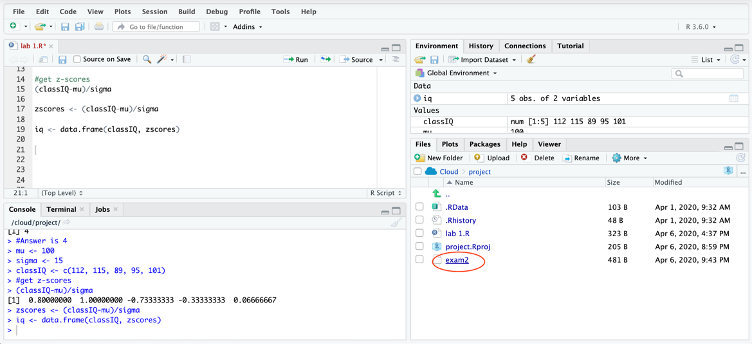 File Edit Code View Plots Session Build Debug Profile Tools Help
Go to file/function Addins R 3.6.0
lab 1.R*
Source on Save Run Source
13
14 #get z-scores
15 (classIQ-mu)/sigma
16
17 zscores <- (classIQ-mu)/sigma
18
19 iq <- data.frame(classIQ, zscores)
20
21
21:1 (Top Level) R Script
Console Terminal Jobs
/cloud/project/
[1] 4
> #Answer is 4
> mu <- 100
> sigma <- 15
> classIQ <- c(112, 115, 89, 95, 101)
> #get z-scores
> (classIQ-mu)/sigma
[1] 0.80000000 1.00000000 -0.73333333 -0.33333333 0.06666667
> zscores <- (classIQ-mu)/sigma
> iq <- data.frame(classIQ, zscores)
>
Environment History Connections Tutorial
Import Dataset List
Global Environment
Data
iq 5 obs. of 2 variables
Values
classIQ num [1:5] 112 115 89 95 101
mu 100
Files Plots Packages Help Viewer
New Folder Upload Delete Rename More
Cloud project ...
Name Size Modified
..
.RData 103 B Apr 1, 2020, 9:32 AM
.Rhistory 48 B Apr 1, 2020, 9:32 AM
lab 1.R 323 B Apr 6, 2020, 4:37 PM
project.Rproj 205 B Apr 6, 2020, 8:59 PM
exam2 481 B Apr 6, 2020, 9:43 PM